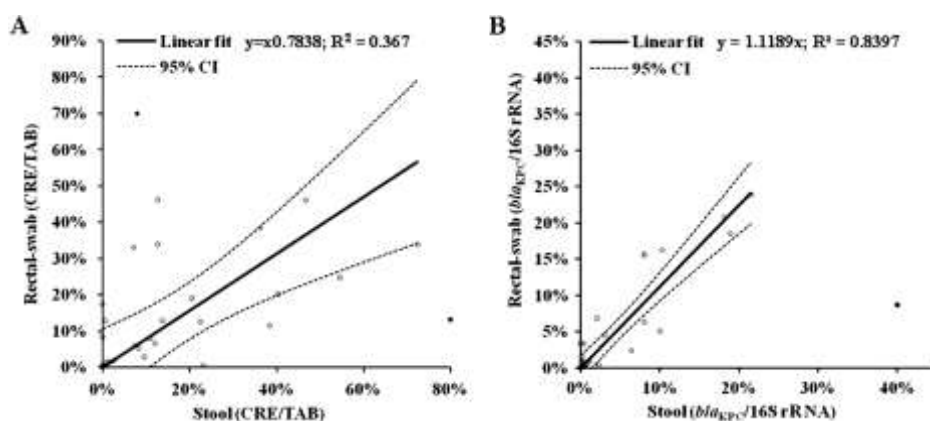 A
B
Linear fit y=x0.7838; R² = 0.367
95% CI
90%
80%
70%
60%
50%
40%
30%
20%
10%
0%
Rectal-swab (CRE/TAB)
0% 20% 40% 60% 80%
Stool (CRE/TAB)
Linear fit y = 1.1189x; R² = 0.8397
95% CI
45%
40%
35%
30%
25%
20%
15%
10%
5%
0%
Rectal-swab (blaKPC/16S rRNA)
0% 10% 20% 30% 40%
Stool (blaKPC/16S rRNA)